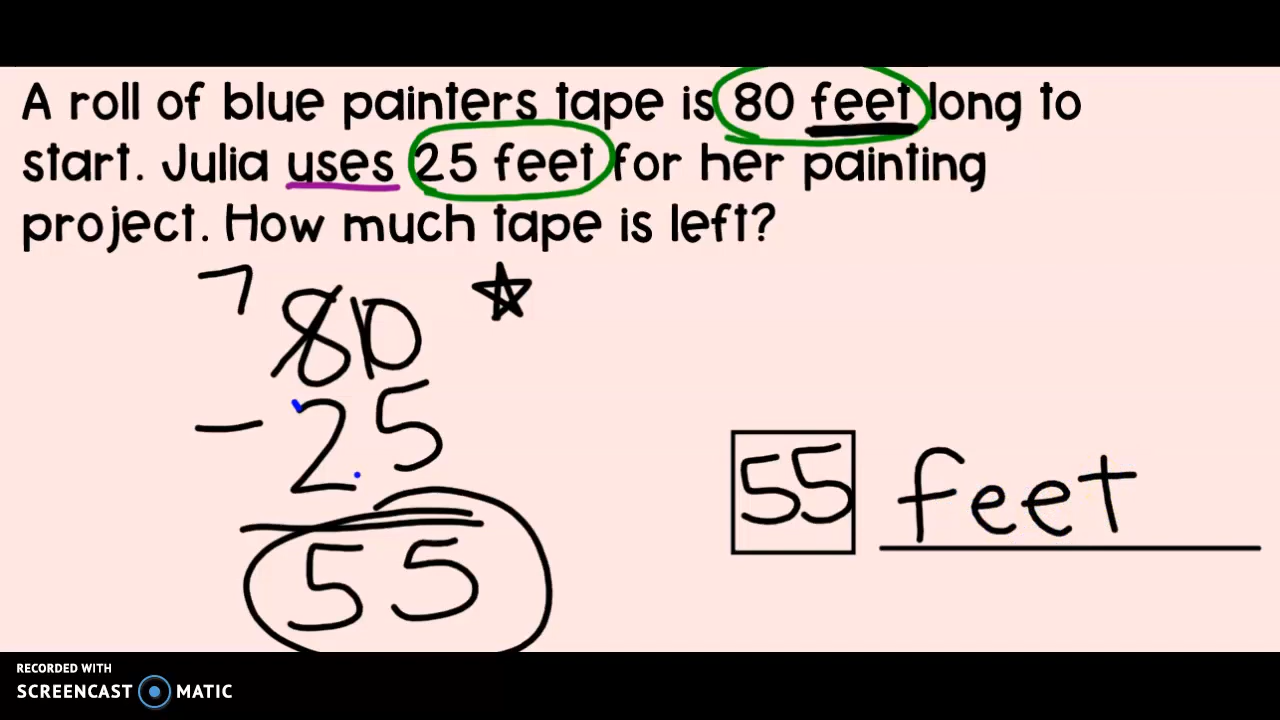 A roll of blue painters tape is 80 feet long to
start. Julia uses 25 feet for her painting
project. How much tape is left?
7
80
- 25
55
55 feet
RECORDED WITH
SCREENCAST MATIC